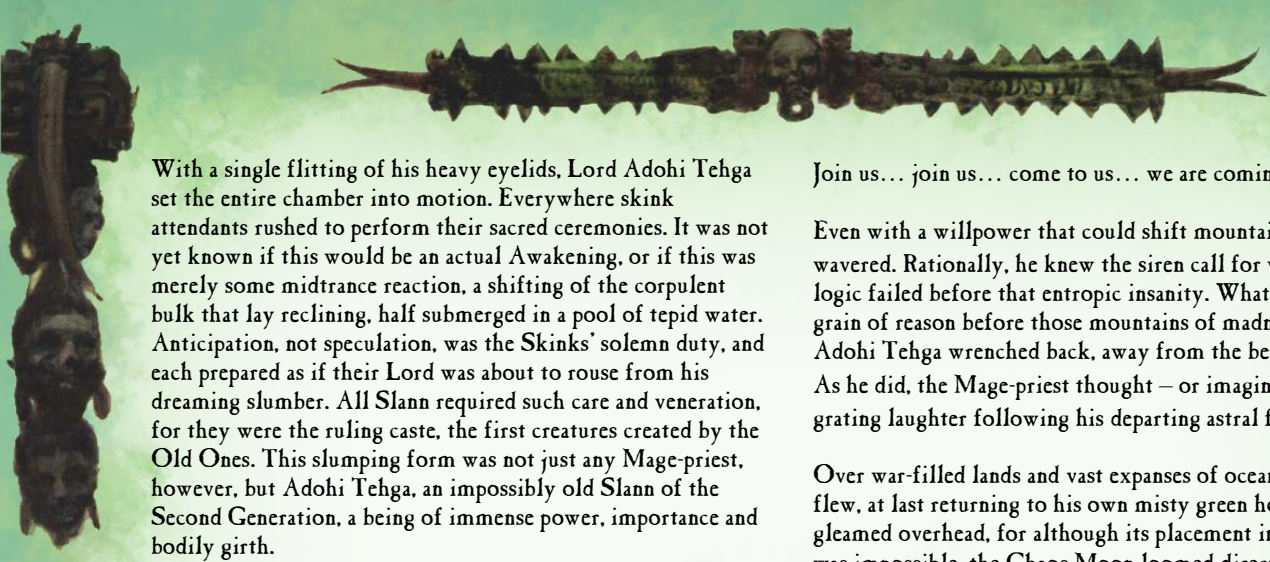 With a single flitting of his heavy eyelids, Lord Adohi Tehga
set the entire chamber into motion. Everywhere skink
attendants rushed to perform their sacred ceremonies. It was not
yet known if this would be an actual Awakening, or if this was
merely some midtrance reaction, a shifting of the corpulent
bulk that lay reclining, half submerged in a pool of tepid water.
Anticipation, not speculation, was the Skinks' solemn duty, and
each prepared as if their Lord was about to rouse from his
dreaming slumber. All Slann required such care and veneration,
for they were the ruling caste, the first creatures created by the
Old Ones. This slumping form was not just any Mage-priest,
however, but Adohi Tehga, an impossibly old Slann of the
Second Generation, a being of immense power, importance and
bodily girth.
Join us... join us... come to us... we are
Even with a willpower that could shift
wavered. Rationally, he knew the siren call for
logic failed before that entropic insanity. What
grain of reason before those mountains of
Adohi Tehga wrenched back, away from the
As he did, the Mage-priest thought – or
grating laughter following his departing astral
Over war-filled lands and vast expanses of
flew, at last returning to his own misty green
gleamed overhead, for although its placement
was impossible, the Chaos Moon loomed